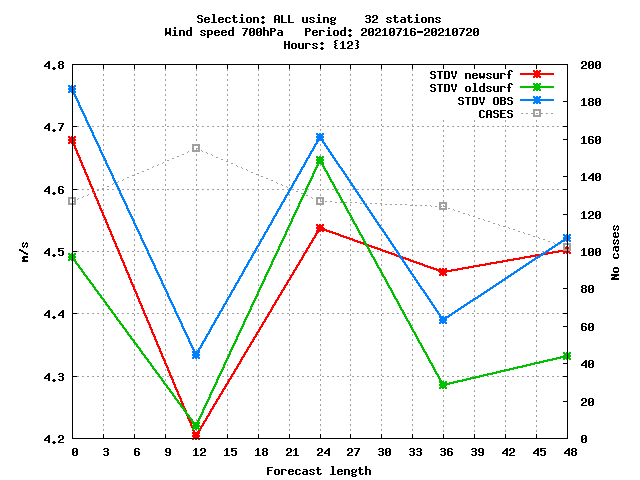 Selection: ALL using    32 stations
Wind speed 700hPa   Period: 20210716-20210720
Hours: {12}
STDV newsurf
STDV oldsurf
STDV OBS
CASES
4.8
4.7
4.6
4.5
4.4
4.3
4.2
m/s
200
180
160
140
120
100
80
60
40
20
0
No cases
0 3 6 9 12 15 18 21 24 27 30 33 36 39 42 45 48
Forecast length